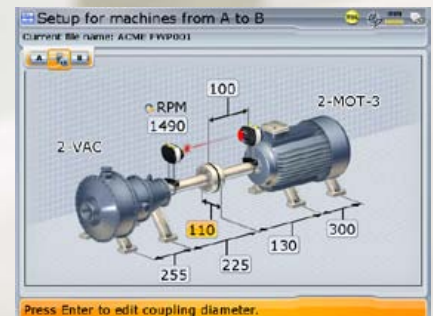 Setup for machines from A to B
Current file name: ACME FWP001
A B
100
RPM
1490
2-MOT-3
2-VAC
110
300
130
225
255
Press Enter to edit coupling diameter.